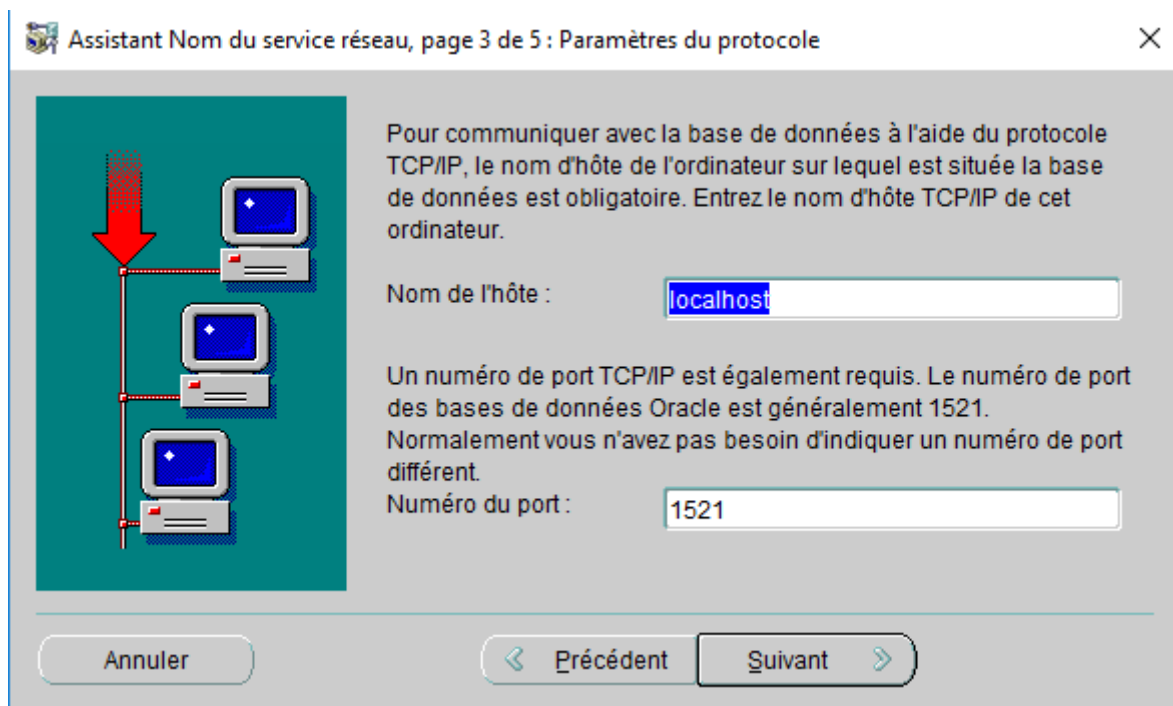 Assistant Nom du service réseau, page 3 de 5 : Paramètres du protocole
Pour communiquer avec la base de données à l'aide du protocole
TCP/IP, le nom d'hôte de l'ordinateur sur lequel est située la base
de données est obligatoire. Entrez le nom d'hôte TCP/IP de cet
ordinateur.
Nom de l'hôte : localhost
Un numéro de port TCP/IP est également requis. Le numéro de port
des bases de données Oracle est généralement 1521.
Normalement vous n'avez pas besoin d'indiquer un numéro de port
différent.
Numéro du port : 1521
Annuler Précédent Suivant